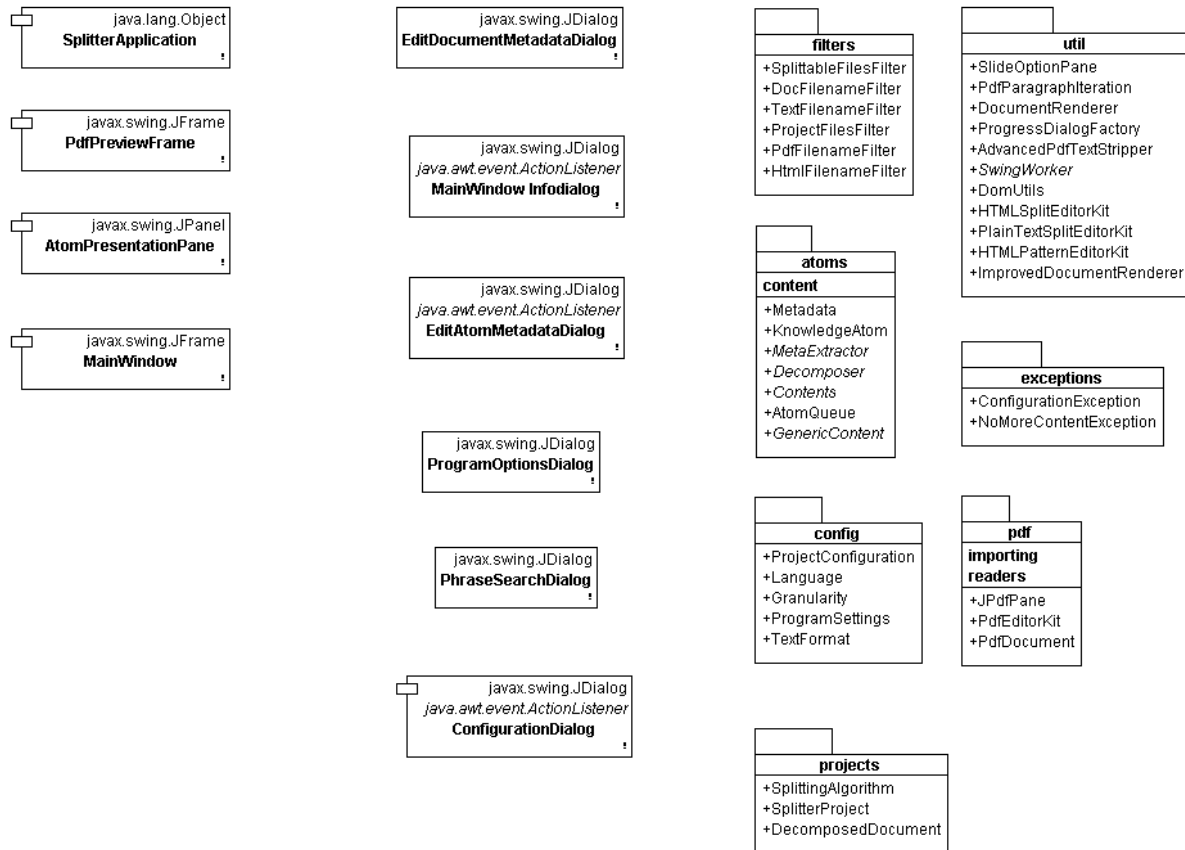 java.lang.Object
SplitterApplication
!
javax.swing.JFrame
PdfPreviewFrame
!
javax.swing.JPanel
AtomPresentationPane
!
javax.swing.JFrame
MainWindow
!
javax.swing.JDialog
EditDocumentMetadataDialog
!
javax.swing.JDialog
java.awt.event.ActionListener
MainWindow Infodialog
!
javax.swing.JDialog
java.awt.event.ActionListener
EditAtomMetadataDialog
!
javax.swing.JDialog
ProgramOptionsDialog
!
javax.swing.JDialog
PhraseSearchDialog
!
javax.swing.JDialog
java.awt.event.ActionListener
ConfigurationDialog
!
filters
+SplittableFilesFilter
+DocFilenameFilter
+TextFilenameFilter
+ProjectFilesFilter
+PdfFilenameFilter
+HtmlFilenameFilter
atoms
content
+Metadata
+KnowledgeAtom
+MetaExtractor
+Decomposer
+Contents
+AtomQueue
+GenericContent
config
+ProjectConfiguration
+Language
+Granularity
+ProgramSettings
+TextFormat
projects
+SplittingAlgorithm
+SplitterProject
+DecomposedDocument
util
+SlideOptionPane
+PdfParagraphIteration
+DocumentRenderer
+ProgressDialogFactory
+AdvancedPdfTextStripper
+SwingWorker
+DomUtils
+HTMLSplitEditorKit
+PlainTextSplitEditorKit
+HTMLPatternEditorKit
+ImprovedDocumentRenderer
exceptions
+ConfigurationException
+NoMoreContentException
pdf
importing
readers
+JPdfPane
+PdfEditorKit
+PdfDocument